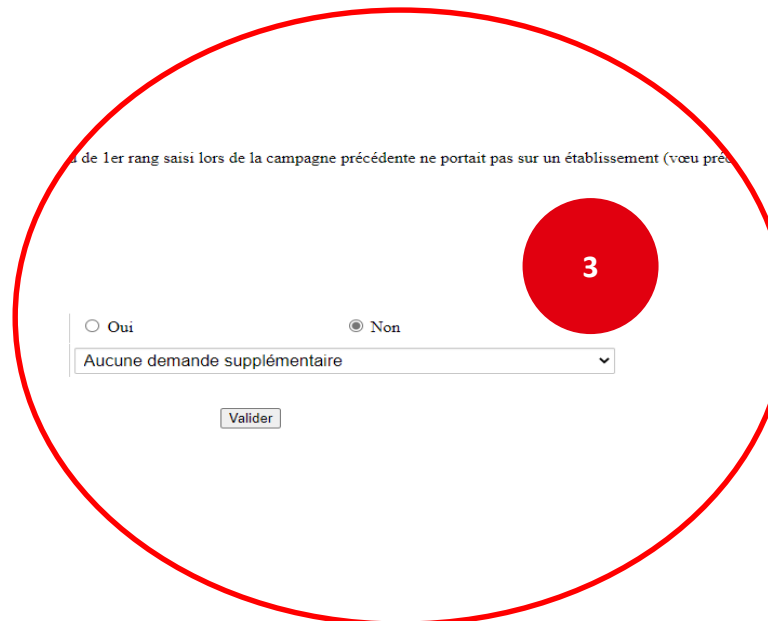 de 1er rang saisi lors de la campagne précédente ne portait pas sur un établissement (vœu
3
Oui Non
Aucune demande supplémentaire
Valider